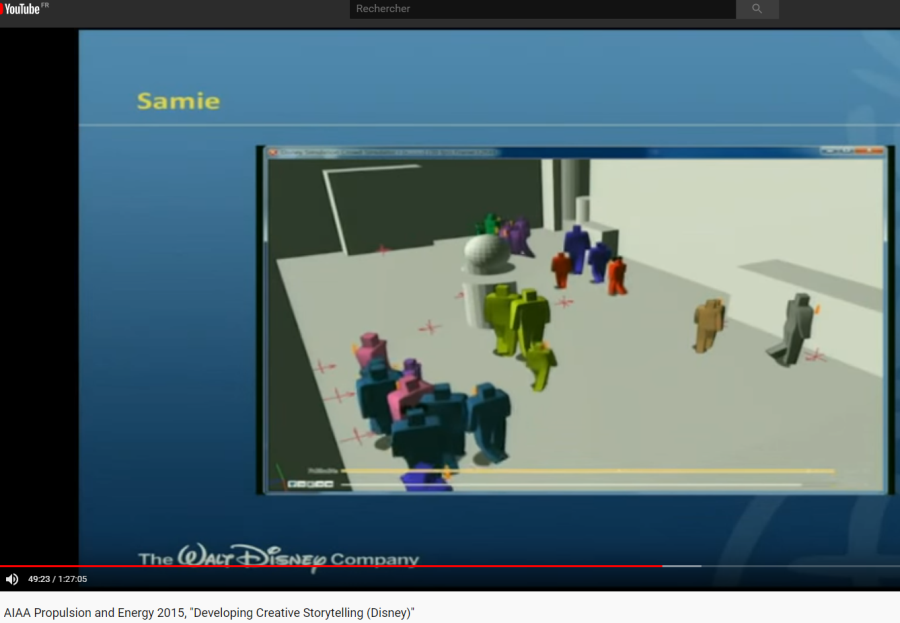 YouTube FR
Rechercher
Samie
The WALT DISNEY Company
49:23 / 1:27:05
AIAA Propulsion and Energy 2015, "Developing Creative Storytelling (Disney)"